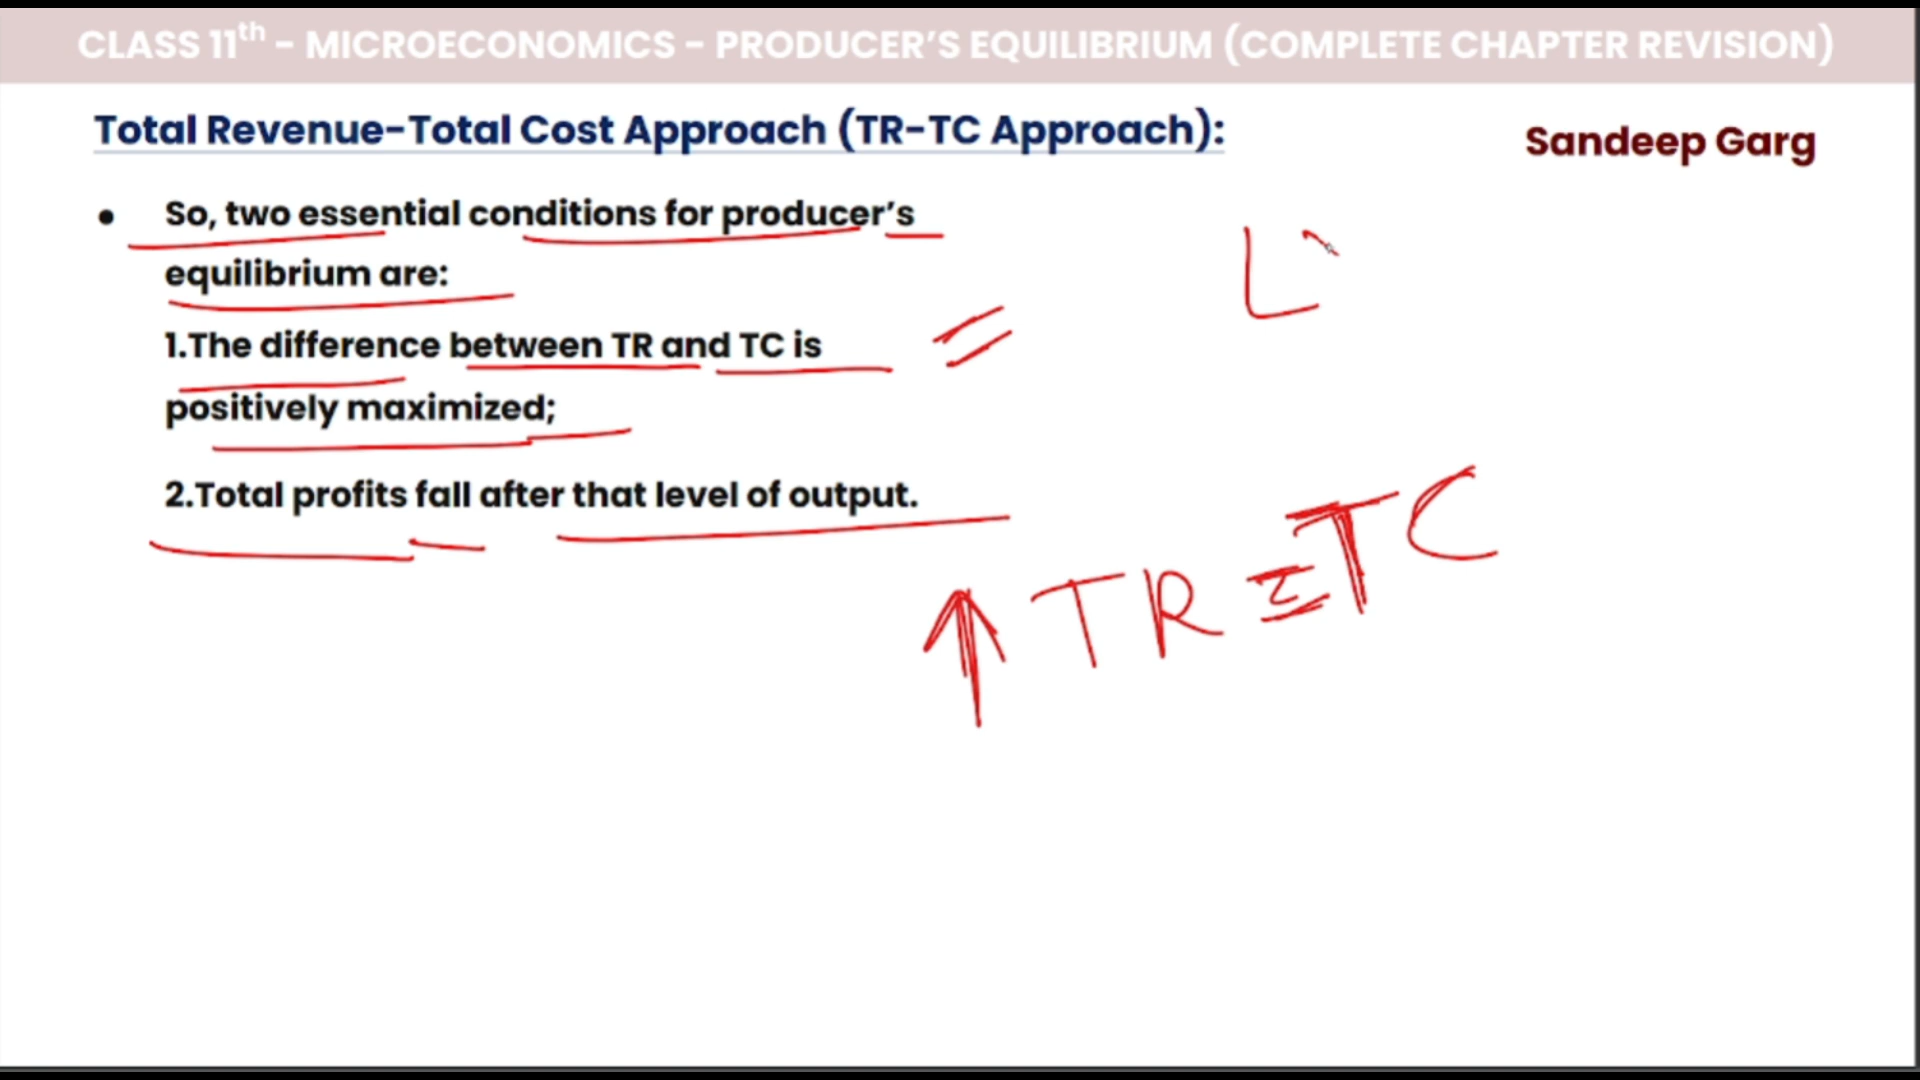 CLASS 11th - MICROECONOMICS - PRODUCER'S EQUILIBRIUM (COMPLETE CHAPTER REVISION)
Total Revenue-Total Cost Approach (TR-TC Approach):
Sandeep Garg
• So, two essential conditions for producer's
equilibrium are:
1.The difference between TR and TC is
positively maximized;
2.Total profits fall after that level of output.
L
↑ TR = TC